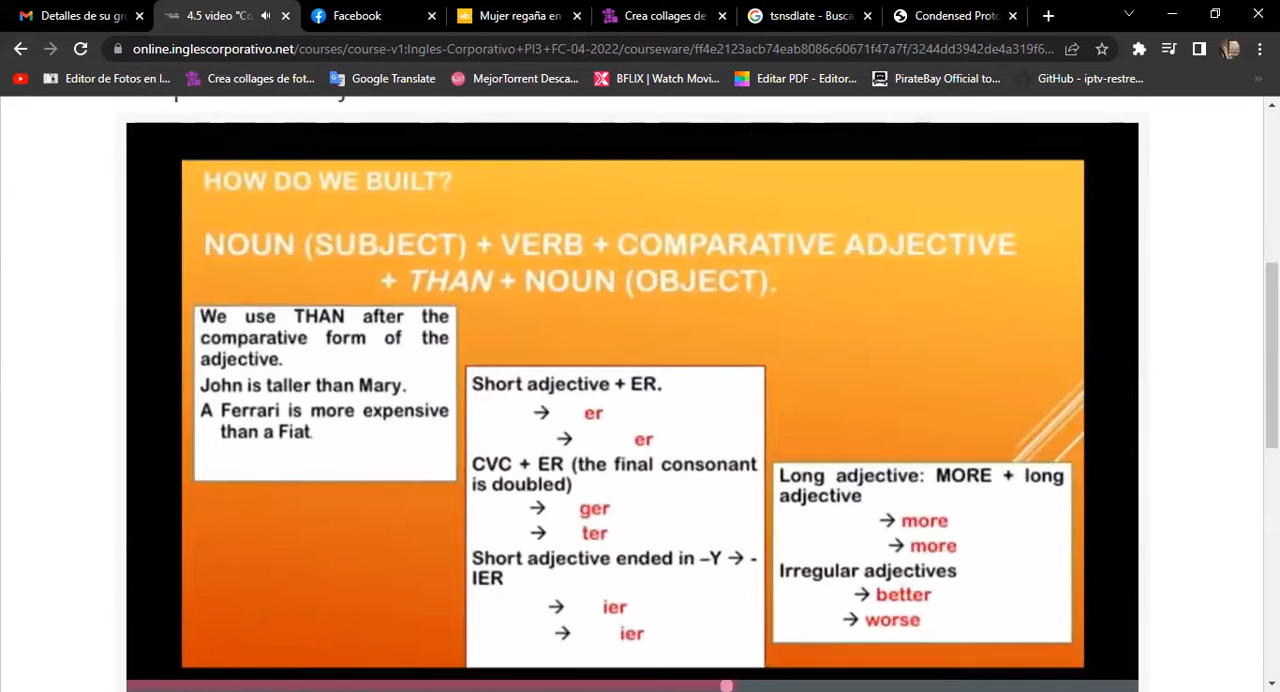 Detalles de su gr
4.5 video "Co
Facebook
Mujer regaña en
Crea collages de
tsnsdlate - Busca
Condensed Proto
online.inglescorporativo.net/courses/course-v1:Ingles-Corporativo+PI3+FC-04-2022/courseware/ff4e2123acb74eab8086c60671f47a7f/3244dd3942de4a319f6...
Editor de Fotos en l...
Crea collages de fot...
Google Translate
MejorTorrent Desca...
BFLIX | Watch Movi...
Editar PDF - Editor...
PirateBay Official to...
GitHub - iptv-restre...
HOW DO WE BUILT?
NOUN (SUBJECT) + VERB + COMPARATIVE ADJECTIVE
+ THAN + NOUN (OBJECT).
We use THAN after the
comparative form of the
adjective.
John is taller than Mary.
A Ferrari is more expensive
than a Fiat.
Short adjective + ER.
→ er
→ er
CVC + ER (the final consonant
is doubled)
→ ger
→ ter
Short adjective ended in –Y → -
IER
→ ier
→ ier
Long adjective: MORE + long
adjective
→ more
→ more
Irregular adjectives
→ better
→ worse